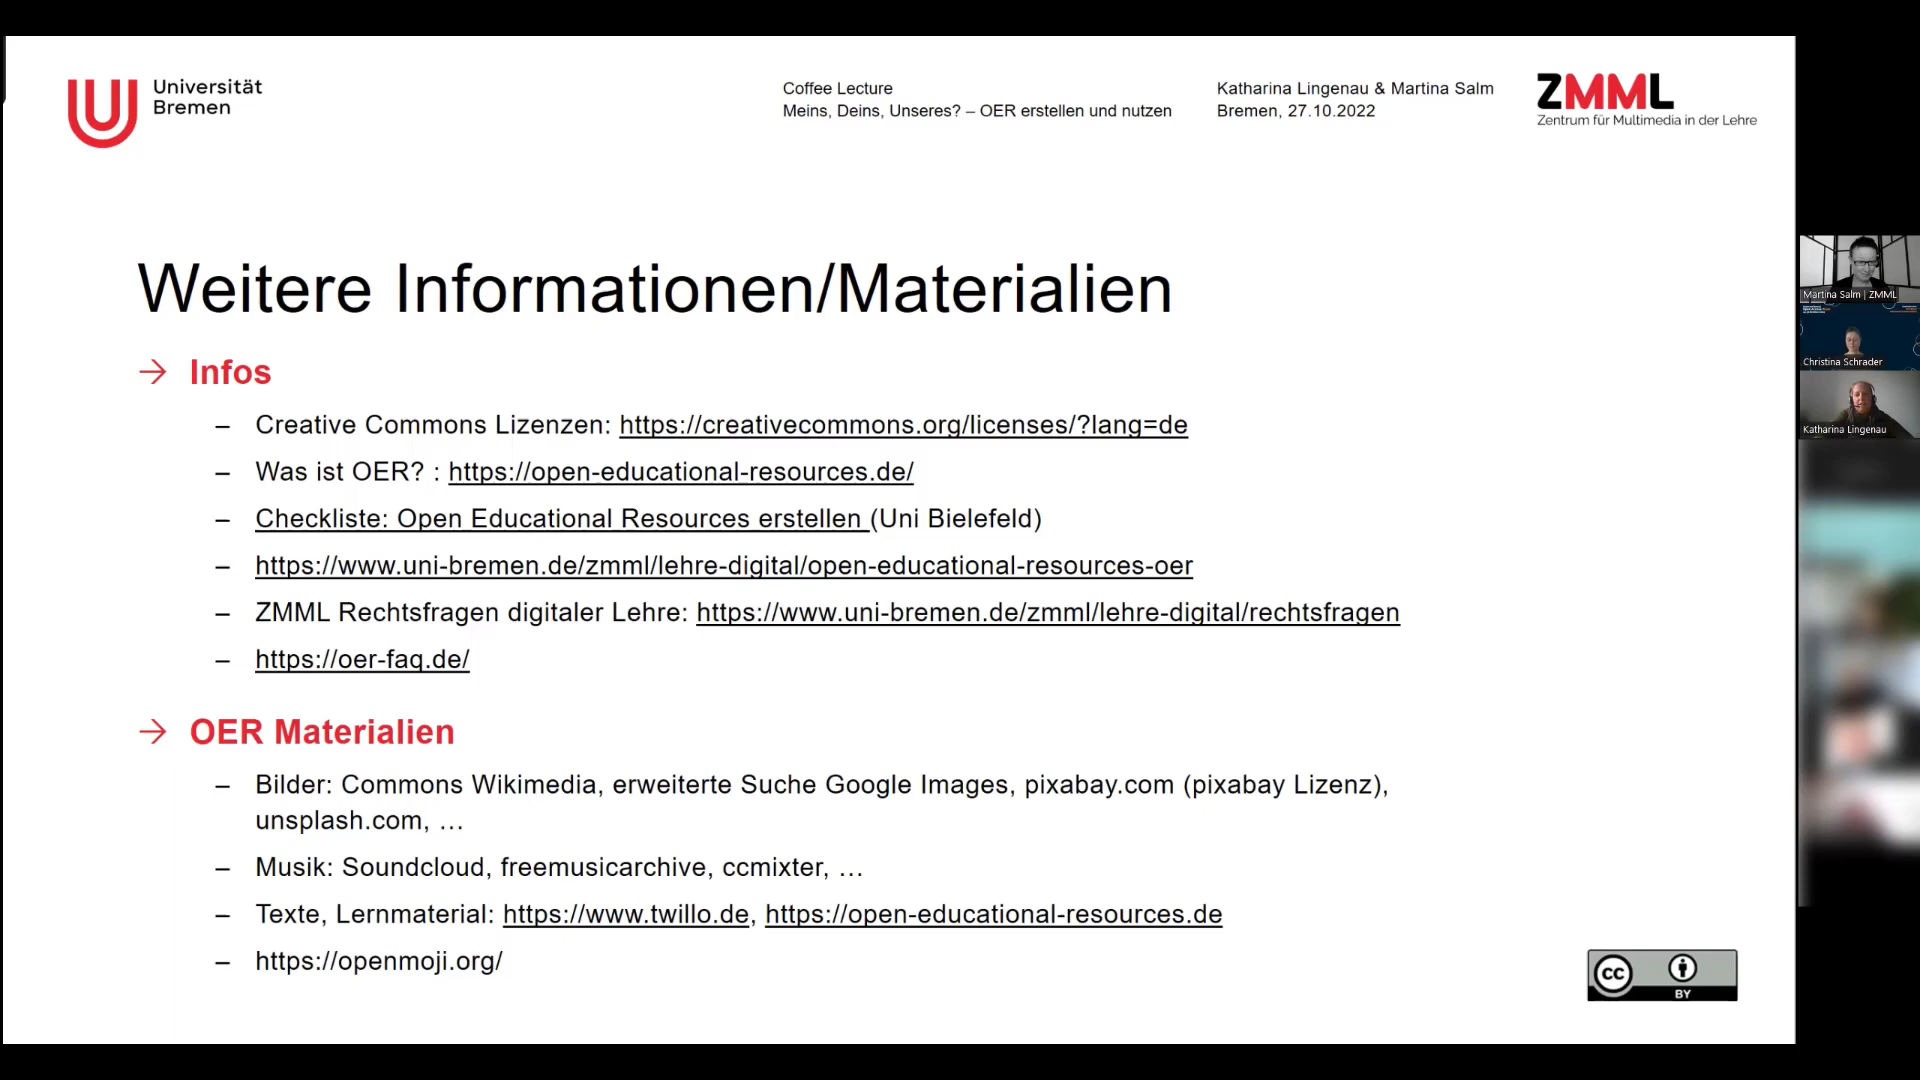 Universität
Bremen
Coffee Lecture
Meins, Deins, Unseres? – OER erstellen und nutzen
Katharina Lingenau & Martina Salm
Bremen, 27.10.2022
ZMML
Zentrum für Multimedia in der Lehre
Weitere Informationen/Materialien
→ Infos
– Creative Commons Lizenzen: https://creativecommons.org/licenses/?lang=de
– Was ist OER? : https://open-educational-resources.de/
– Checkliste: Open Educational Resources erstellen (Uni Bielefeld)
– https://www.uni-bremen.de/zmml/lehre-digital/open-educational-resources-oer
– ZMML Rechtsfragen digitaler Lehre: https://www.uni-bremen.de/zmml/lehre-digital/rechtsfragen
– https://oer-faq.de/
→ OER Materialien
– Bilder: Commons Wikimedia, erweiterte Suche Google Images, pixabay.com (pixabay Lizenz),
unsplash.com, …
– Musik: Soundcloud, freemusicarchive, ccmixter, …
– Texte, Lernmaterial: https://www.twillo.de, https://open-educational-resources.de
– https://openmoji.org/
cc
BY
Martina Salm | ZMML
Christina Schrader
Katharina Lingenau